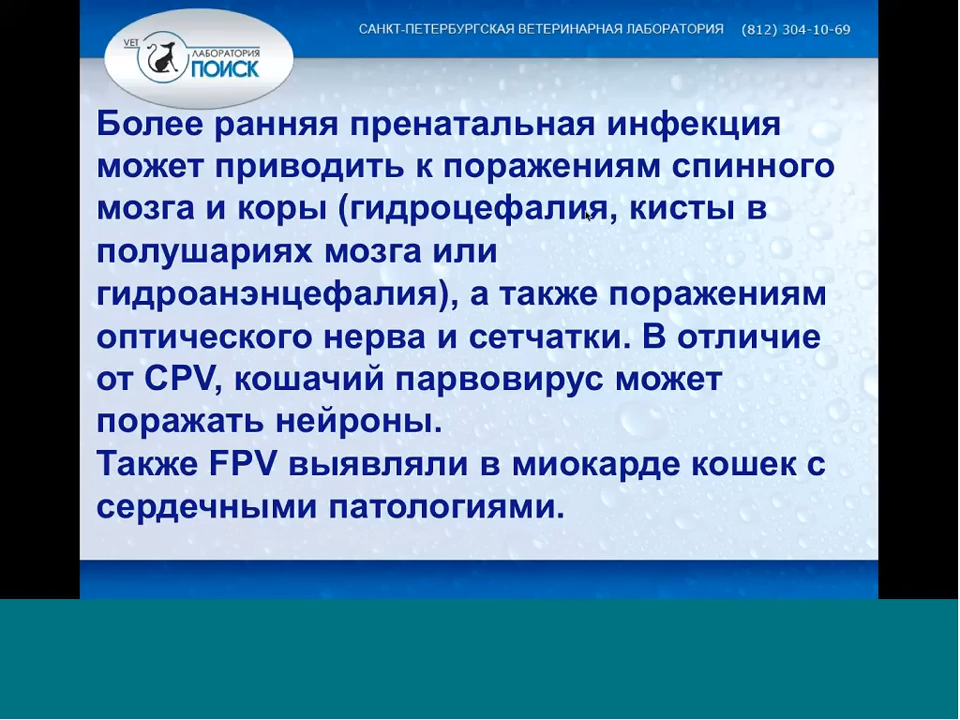 САНКТ-ПЕТЕРБУРГСКАЯ ВЕТЕРИНАРНАЯ ЛАБОРАТОРИЯ (812) 304-10-69
VET ЛАБОРАТОРИЯ
ПОИСК
Более ранняя пренатальная инфекция
может приводить к поражениям спинного
мозга и коры (гидроцефалия, кисты в
полушариях мозга или
гидроанэнцефалия), а также поражениям
оптического нерва и сетчатки. В отличие
от CPV, кошачий парвовирус может
поражать нейроны.
Также FPV выявляли в миокарде кошек с
сердечными патологиями.